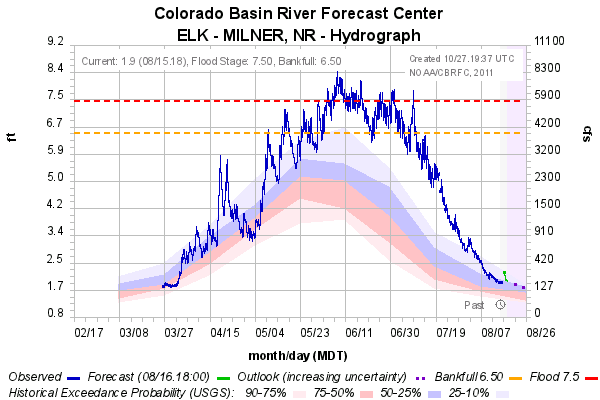 Colorado Basin River Forecast Center
ELK - MILNER, NR - Hydrograph
9.2 11100
Current: 1.9 (08/15.18), Flood Stage: 7.50, Bankfull: 6.50
Created 10/27.19:37 UTC
NOAA/CBRFC, 2011
8.4 8300
7.6 5900
6.7 4200
5.9 3200
5.0 2300
4.2 1500
3.4 910
2.5 420
1.7 127
0.8 0
ft
cfs
Past
02/17 03/08 03/27 04/15 05/04 05/23 06/11 06/30 07/19 08/07 08/26
month/day (MDT)
Observed Forecast (08/16.18:00) Outlook (increasing uncertainty) Bankfull 6.50 Flood 7.5
Historical Exceedance Probability (USGS): 90-75% 75-50% 50-25% 25-10%